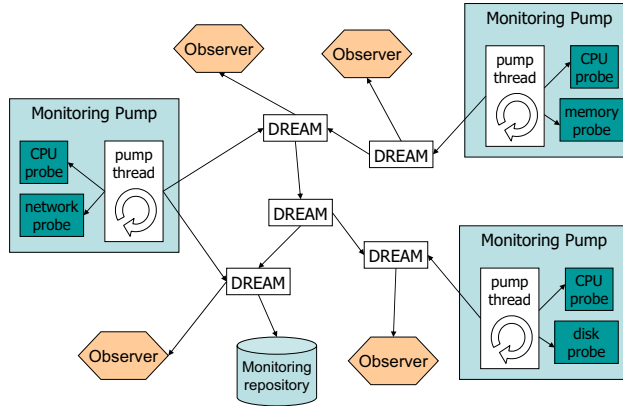 Observer
Observer
Monitoring Pump
pump
thread
CPU
probe
memory
probe
Monitoring Pump
CPU
probe
network
probe
pump
thread
DREAM
DREAM
DREAM
DREAM
DREAM
Monitoring Pump
pump
thread
CPU
probe
disk
probe
Observer
Monitoring
repository
Observer